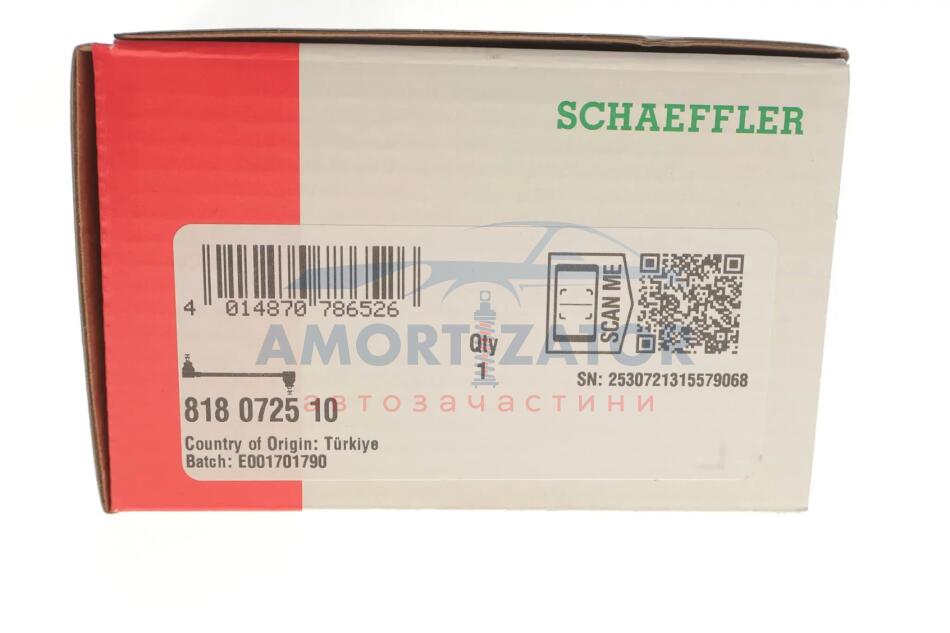 SCHAEFFLER
4 014870 786526
SCAN ME
AMORTIZATOR
Qty
1
SN: 2530721315579068
818 0725 10
автозачастини
Country of Origin: Türkiye
Batch: E001701790